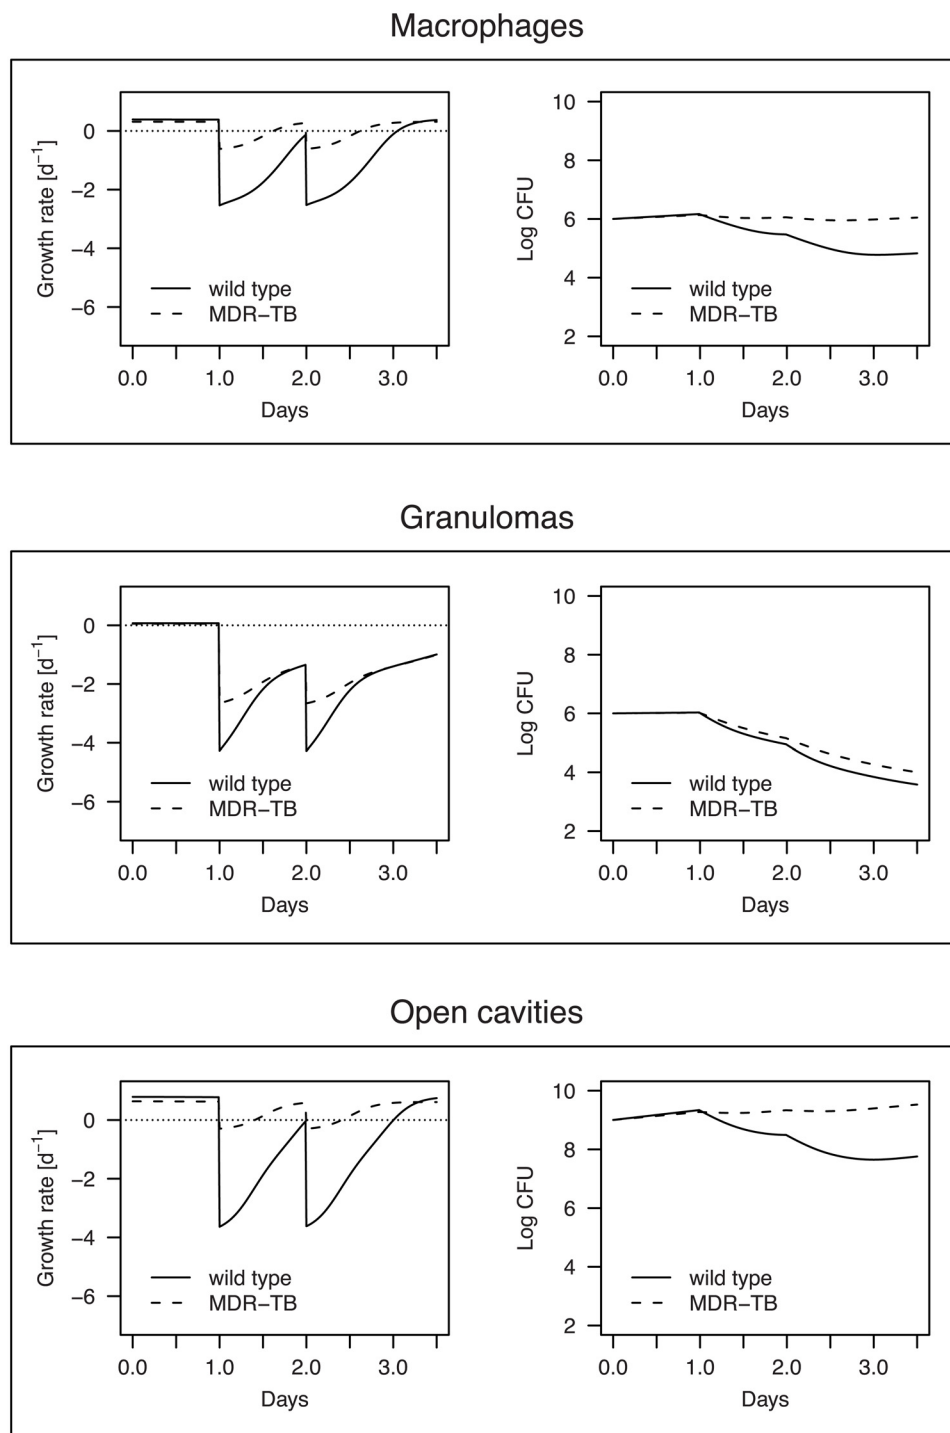 Macrophages
Growth rate [d⁻¹]
0
−2
−4
−6
wild type
MDR−TB
0.0 1.0 2.0 3.0
Days
Log CFU
10
8
6
4
2
wild type
MDR−TB
0.0 1.0 2.0 3.0
Days
Granulomas
Growth rate [d⁻¹]
0
−2
−4
−6
wild type
MDR−TB
0.0 1.0 2.0 3.0
Days
Log CFU
10
8
6
4
2
wild type
MDR−TB
0.0 1.0 2.0 3.0
Days
Open cavities
Growth rate [d⁻¹]
0
−2
−4
−6
wild type
MDR−TB
0.0 1.0 2.0 3.0
Days
Log CFU
10
8
6
4
2
wild type
MDR−TB
0.0 1.0 2.0 3.0
Days